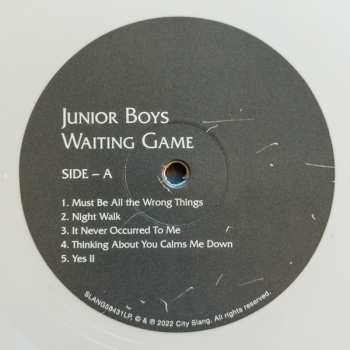 JUNIOR BOYS
WAITING GAME
SIDE – A
1. Must Be All the Wrong Things
2. Night Walk
3. It Never Occurred To Me
4. Thinking About You Calms Me Down
5. Yes II
SLANG50431LP, © & ℗ 2022 City Slang. All rights reserved.